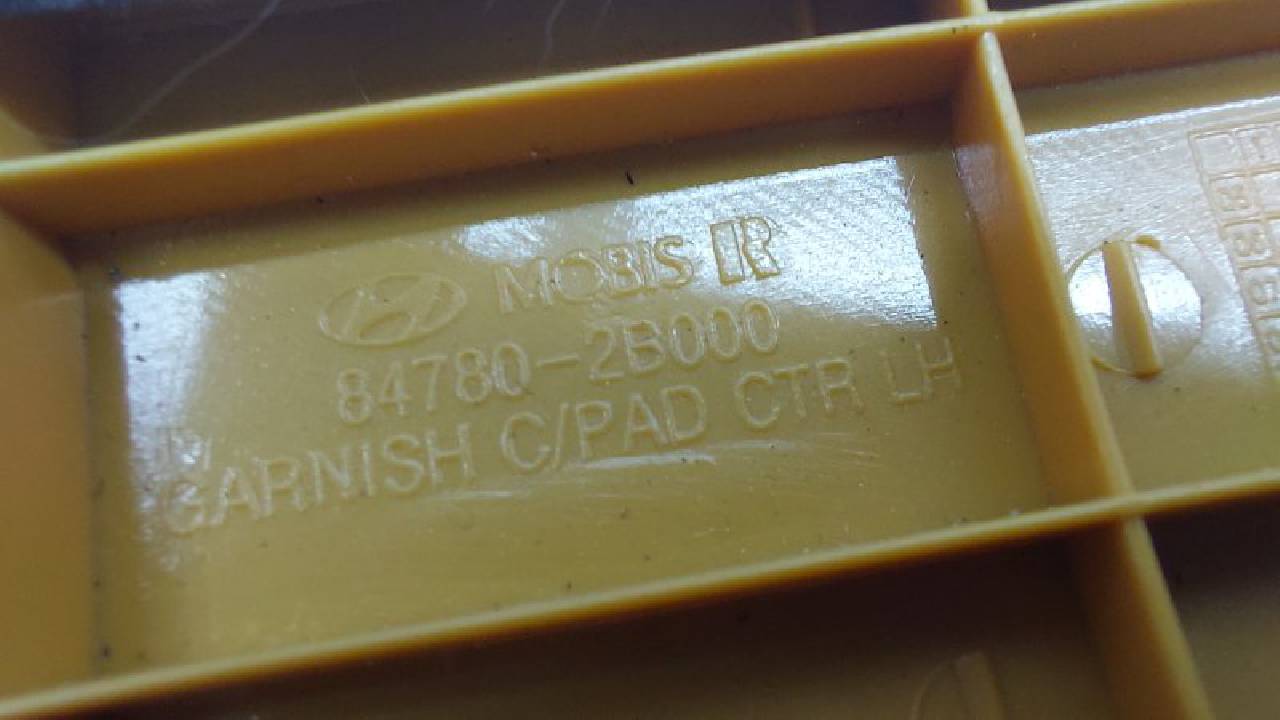 MOBIS
84780-2B000
GARNISH C/PAD CTR LH